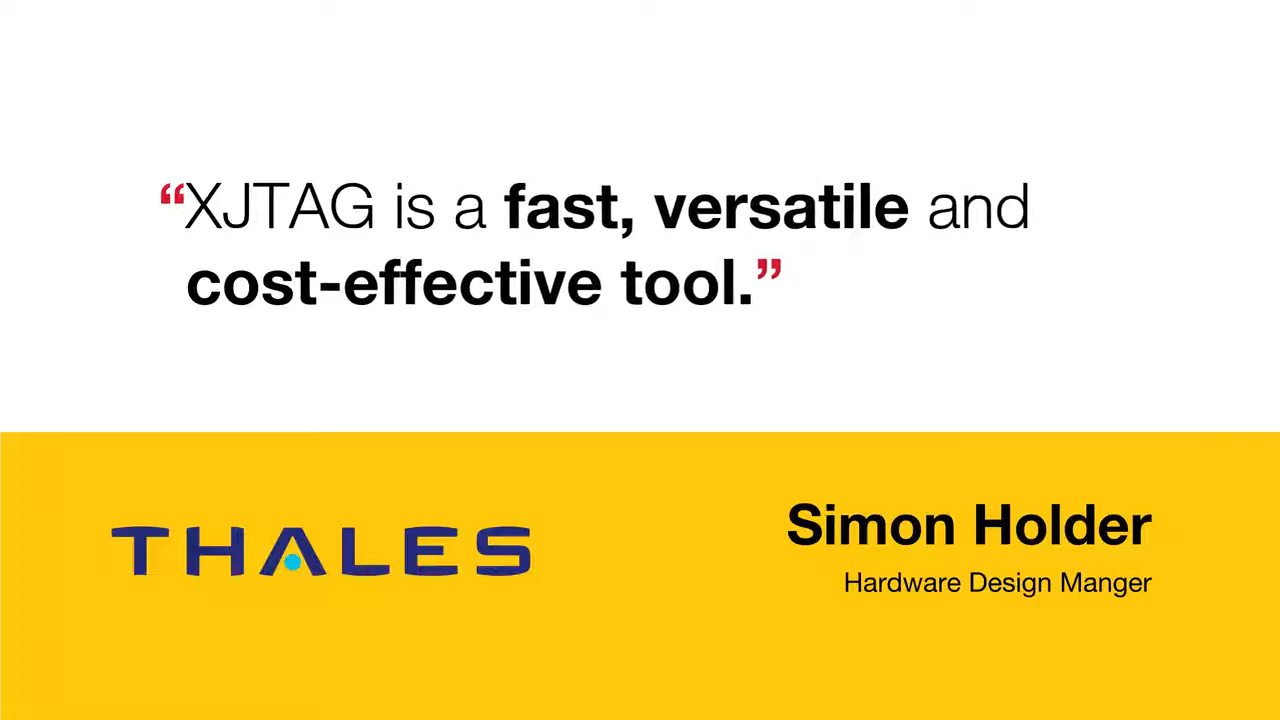 “XJTAG is a fast, versatile and
cost-effective tool.”
THALES
Simon Holder
Hardware Design Manger